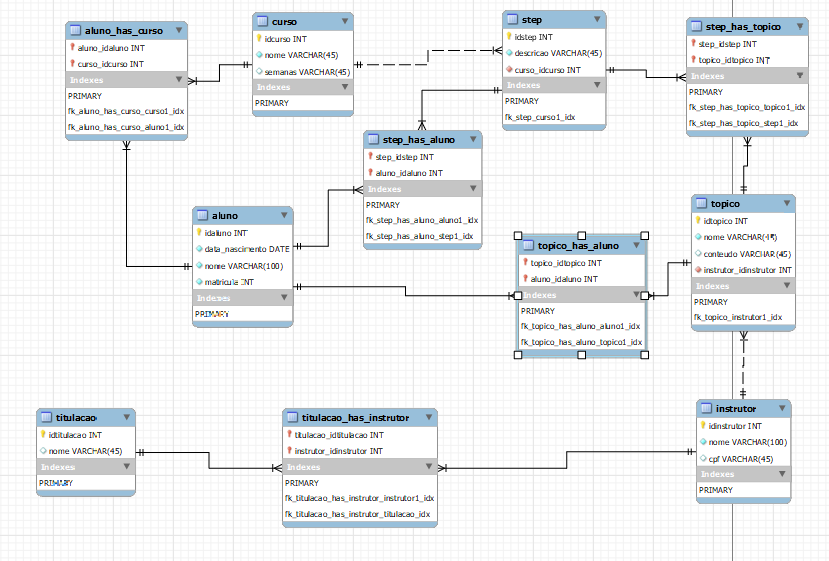 aluno_has_curso
aluno_idaluno INT
curso_idcurso INT
Indexes
PRIMARY
fk_aluno_has_curso_curso1_idx
fk_aluno_has_curso_aluno1_idx
curso
idcurso INT
nome VARCHAR(45)
semanas VARCHAR(45)
Indexes
PRIMARY
step
idstep INT
descricao VARCHAR(45)
curso_idcurso INT
Indexes
PRIMARY
fk_step_curso1_idx
step_has_topico
step_idstep INT
topico_idtopico INT
Indexes
PRIMARY
fk_step_has_topico_topico1_idx
fk_step_has_topico_step1_idx
step_has_aluno
step_idstep INT
aluno_idaluno INT
Indexes
PRIMARY
fk_step_has_aluno_aluno1_idx
fk_step_has_aluno_step1_idx
aluno
idaluno INT
data_nascimento DATE
nome VARCHAR(100)
matricula INT
Indexes
PRIMARY
topico_has_aluno
topico_idtopico INT
aluno_idaluno INT
Indexes
PRIMARY
fk_topico_has_aluno_aluno1_idx
fk_topico_has_aluno_topico1_idx
topico
idtopico INT
nome VARCHAR(45)
conteudo VARCHAR(45)
instrutor_idinstrutor INT
Indexes
PRIMARY
fk_topico_instrutor1_idx
titulacao
idtitulacao INT
nome VARCHAR(45)
Indexes
PRIMARY
titulacao_has_instrutor
titulacao_idtitulacao INT
instrutor_idinstrutor INT
Indexes
PRIMARY
fk_titulacao_has_instrutor_instrutor1_idx
fk_titulacao_has_instrutor_titulacao_idx
instrutor
idinstrutor INT
nome VARCHAR(100)
cpf VARCHAR(45)
Indexes
PRIMARY